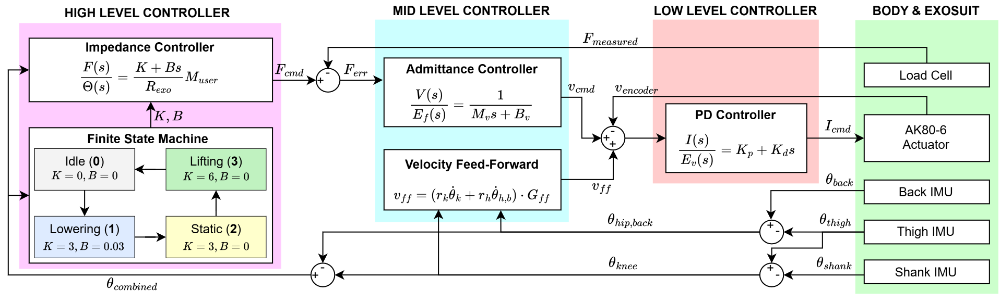 HIGH LEVEL CONTROLLER
MID LEVEL CONTROLLER
LOW LEVEL CONTROLLER
BODY & EXOSUIT
Impedance Controller
F(s)/Θ(s) = (K + Bs)/R_exo M_user
K, B
Finite State Machine
Idle (0)
K = 0, B = 0
Lifting (3)
K = 6, B = 0
Lowering (1)
K = 3, B = 0.03
Static (2)
K = 3, B = 0
θ_combined
F_cmd
+
-
F_err
F_measured
Admittance Controller
V(s)/E_f(s) = 1/(M_v s + B_v)
v_cmd
Velocity Feed-Forward
v_ff = (r_k θ̇_k + r_h θ̇_h,b) · G_ff
v_ff
v_encoder
-
+
+
PD Controller
I(s)/E_v(s) = K_p + K_d s
I_cmd
Load Cell
AK80-6
Actuator
θ_back
Back IMU
θ_hip,back
+
-
θ_thigh
Thigh IMU
-
+
θ_knee
+
-
θ_shank
Shank IMU